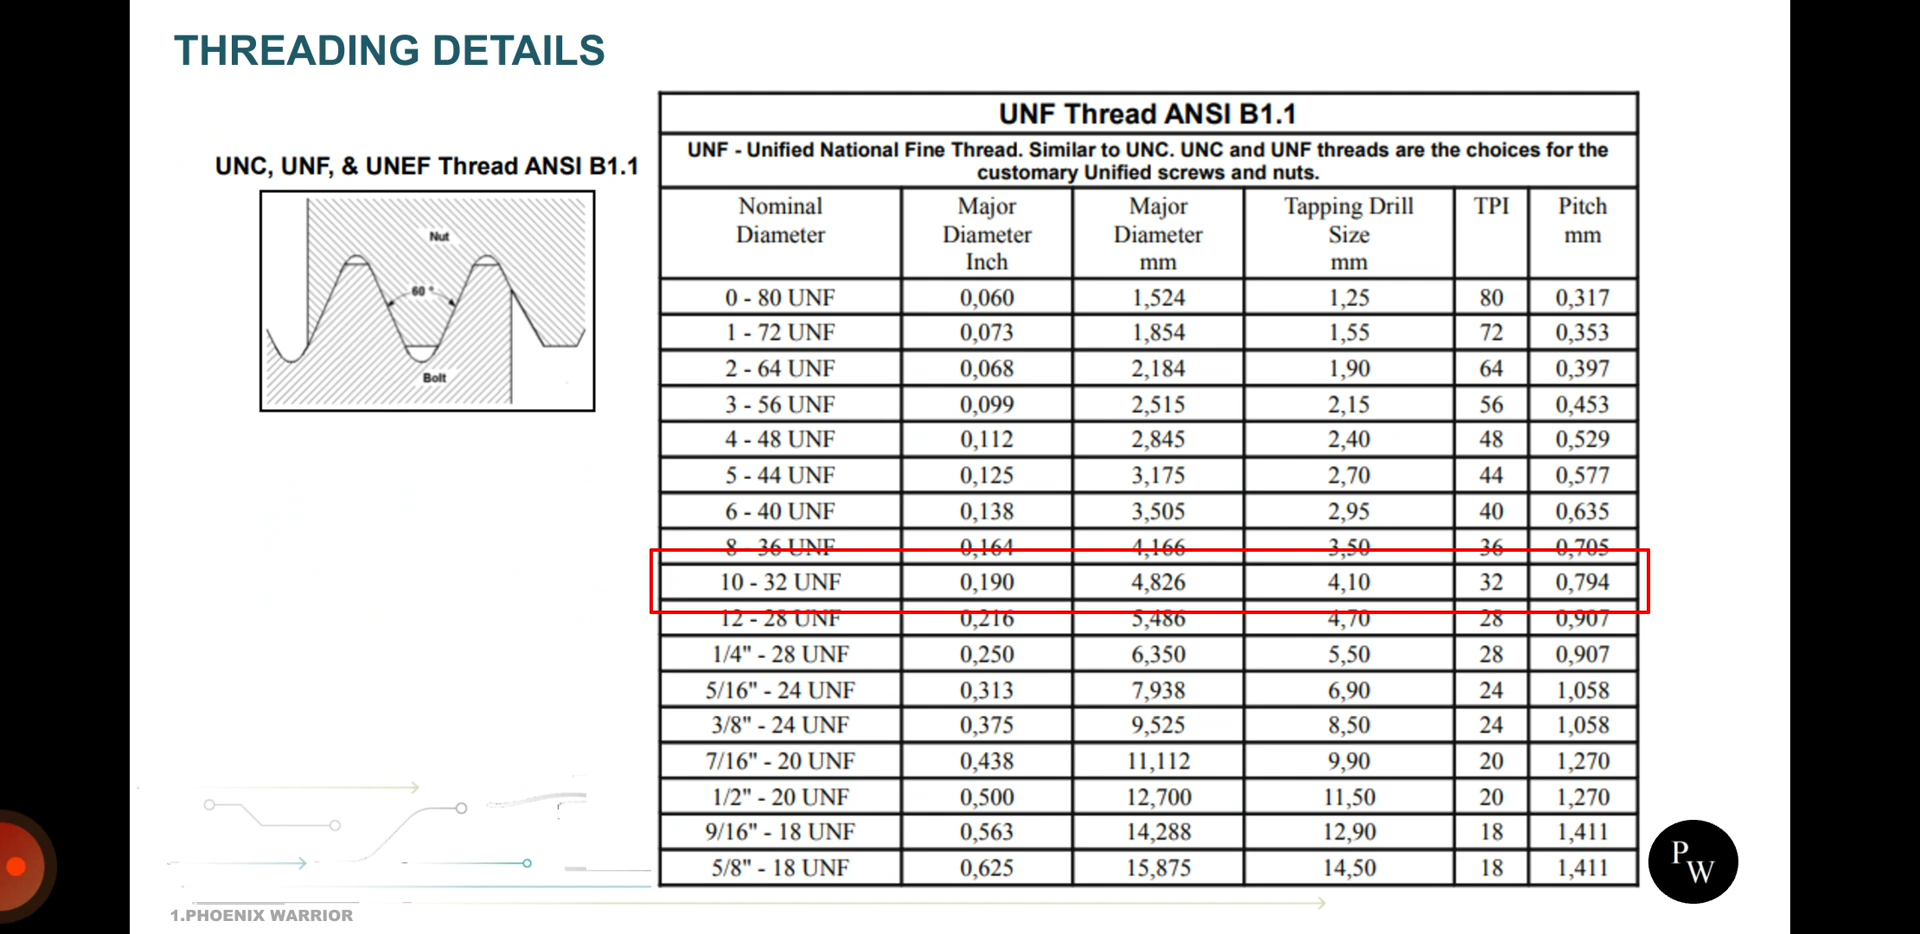 THREADING DETAILS
UNC, UNF, & UNEF Thread ANSI B1.1
Nut
60 °
Bolt
UNF Thread ANSI B1.1
UNF - Unified National Fine Thread. Similar to UNC. UNC and UNF threads are the choices for the
customary Unified screws and nuts.
Nominal Diameter Major Diameter Inch Major Diameter mm Tapping Drill Size mm TPI Pitch mm
0 - 80 UNF 0,060 1,524 1,25 80 0,317
1 - 72 UNF 0,073 1,854 1,55 72 0,353
2 - 64 UNF 0,068 2,184 1,90 64 0,397
3 - 56 UNF 0,099 2,515 2,15 56 0,453
4 - 48 UNF 0,112 2,845 2,40 48 0,529
5 - 44 UNF 0,125 3,175 2,70 44 0,577
6 - 40 UNF 0,138 3,505 2,95 40 0,635
8 - 36 UNF 0,164 4,166 3,50 36 0,705
10 - 32 UNF 0,190 4,826 4,10 32 0,794
12 - 28 UNF 0,216 5,486 4,70 28 0,907
1/4" - 28 UNF 0,250 6,350 5,50 28 0,907
5/16" - 24 UNF 0,313 7,938 6,90 24 1,058
3/8" - 24 UNF 0,375 9,525 8,50 24 1,058
7/16" - 20 UNF 0,438 11,112 9,90 20 1,270
1/2" - 20 UNF 0,500 12,700 11,50 20 1,270
9/16" - 18 UNF 0,563 14,288 12,90 18 1,411
5/8" - 18 UNF 0,625 15,875 14,50 18 1,411
PW
1.PHOENIX WARRIOR